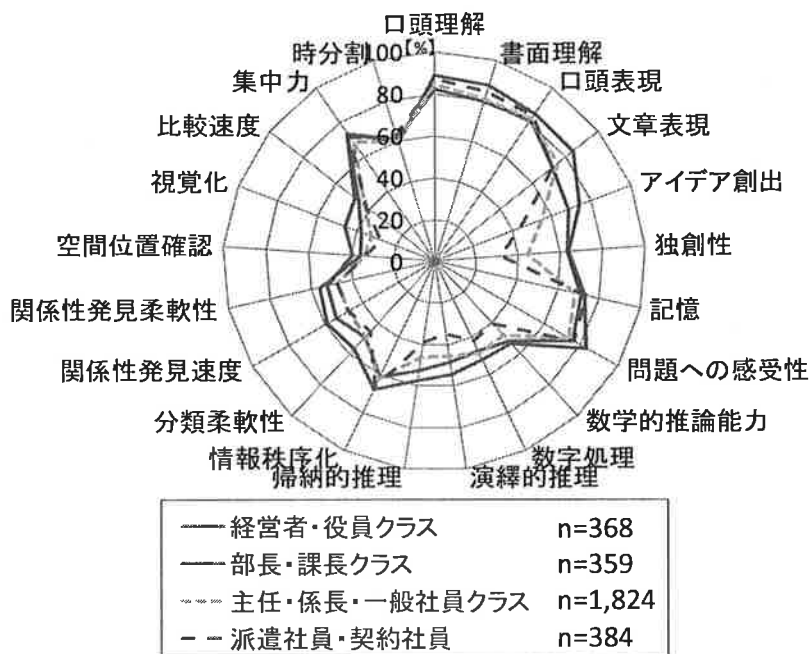 口頭理解
100[%]
時分割
書面理解
集中力
口頭表現
80
比較速度
文章表現
60
視覚化
40
アイデア創出
20
空間位置確認
0
独創性
関係性発見柔軟性
記憶
関係性発見速度
問題への感受性
分類柔軟性
数学的推論能力
情報秩序化
数字処理
帰納的推理
演繹的推理
経営者・役員クラス n=368
部長・課長クラス n=359
主任・係長・一般社員クラス n=1,824
派遣社員・契約社員 n=384